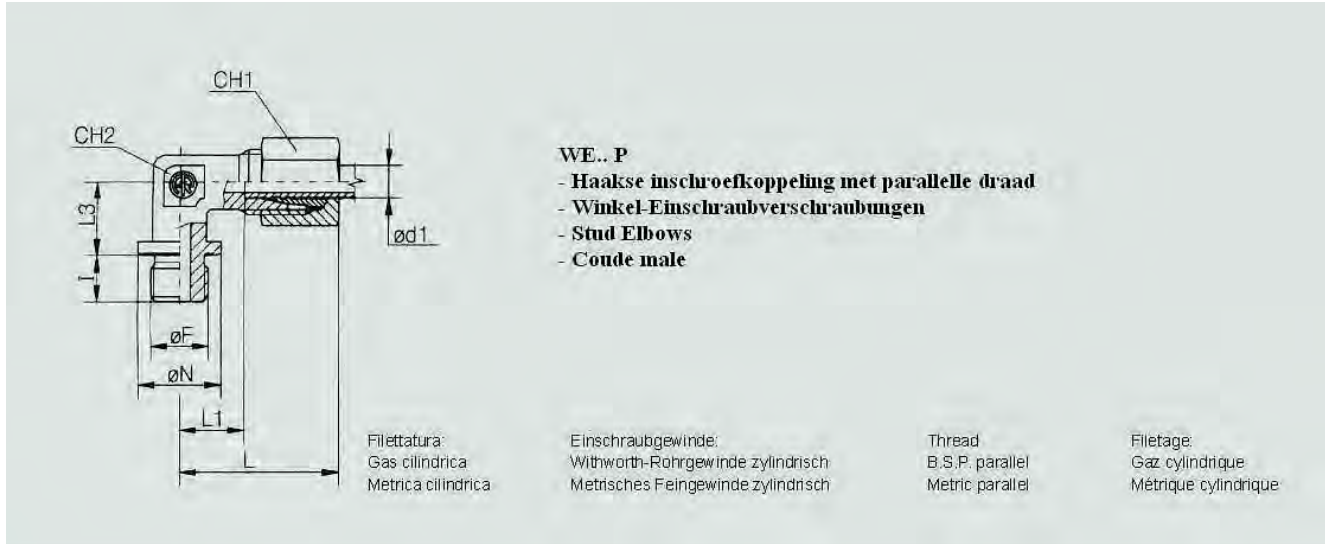 CH1
CH2
L3
I
ød1
øF
øN
L1
L
WE.. P
- Haakse inschroefkoppeling met parallelle draad
- Winkel-Einschraubverschraubungen
- Stud Elbows
- Coude male
Filettatura:
Gas cilindrica
Metrica cilindrica
Einschraubgewinde:
Withworth-Rohrgewinde zylindrisch
Metrisches Feingewinde zylindrisch
Thread
B.S.P. parallel
Metric parallel
Filetage:
Gaz cylindrique
Métrique cylindrique